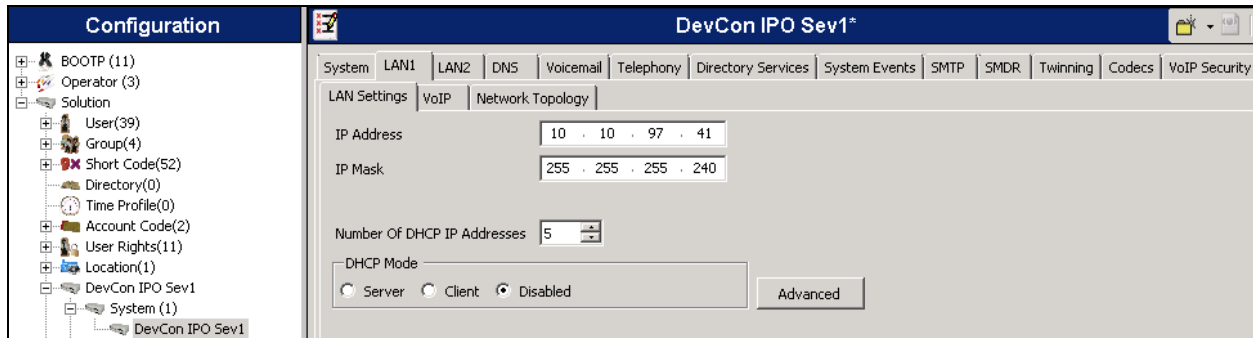 Configuration
BOOTP (11)
Operator (3)
Solution
User(39)
Group(4)
Short Code(52)
Directory(0)
Time Profile(0)
Account Code(2)
User Rights(11)
Location(1)
DevCon IPO Sev1
System (1)
DevCon IPO Sev1
DevCon IPO Sev1*
System LAN1 LAN2 DNS Voicemail Telephony Directory Services System Events SMTP SMDR Twinning Codecs VoIP Security
LAN Settings VoIP Network Topology
IP Address 10 . 10 . 97 . 41
IP Mask 255 . 255 . 255 . 240
Number Of DHCP IP Addresses 5
DHCP Mode
Server Client Disabled Advanced